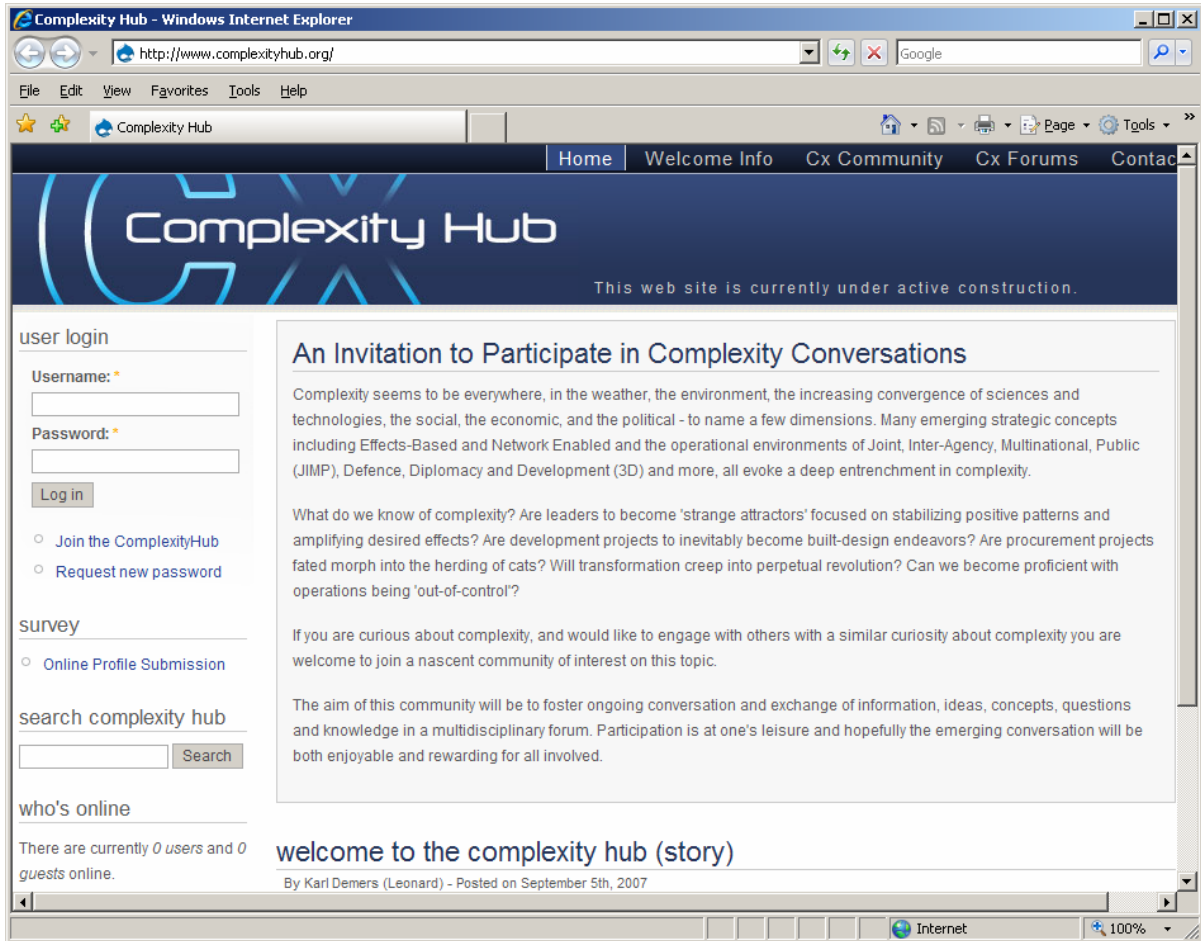 Complexity Hub - Windows Internet Explorer
http://www.complexityhub.org/
Google
File Edit View Favorites Tools Help
Complexity Hub
Page Tools »
Home Welcome Info Cx Community Cx Forums Contac
CX
Complexity Hub
This web site is currently under active construction.
user login
Username: *
Password: *
Log in
Join the ComplexityHub
Request new password
survey
Online Profile Submission
search complexity hub
Search
who's online
There are currently 0 users and 0
guests online.
An Invitation to Participate in Complexity Conversations
Complexity seems to be everywhere, in the weather, the environment, the increasing convergence of sciences and
technologies, the social, the economic, and the political - to name a few dimensions. Many emerging strategic concepts
including Effects-Based and Network Enabled and the operational environments of Joint, Inter-Agency, Multinational, Public
(JIMP), Defence, Diplomacy and Development (3D) and more, all evoke a deep entrenchment in complexity.
What do we know of complexity? Are leaders to become 'strange attractors' focused on stabilizing positive patterns and
amplifying desired effects? Are development projects to inevitably become built-design endeavors? Are procurement projects
fated morph into the herding of cats? Will transformation creep into perpetual revolution? Can we become proficient with
operations being 'out-of-control'?
If you are curious about complexity, and would like to engage with others with a similar curiosity about complexity you are
welcome to join a nascent community of interest on this topic.
The aim of this community will be to foster ongoing conversation and exchange of information, ideas, concepts, questions
and knowledge in a multidisciplinary forum. Participation is at one's leisure and hopefully the emerging conversation will be
both enjoyable and rewarding for all involved.
welcome to the complexity hub (story)
By Karl Demers (Leonard) - Posted on September 5th, 2007
Internet
100%